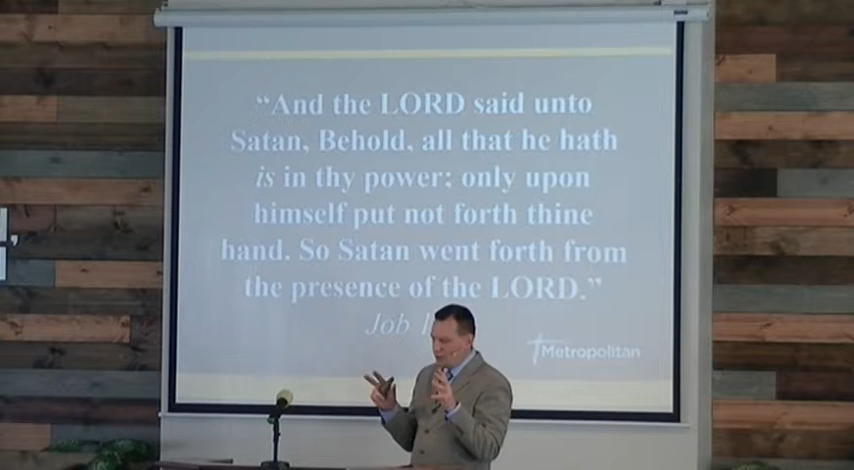 “And the LORD said unto
Satan, Behold, all that he hath
is in thy power; only upon
himself put not forth thine
hand. So Satan went forth from
the presence of the LORD.”
Job
Metropolitan